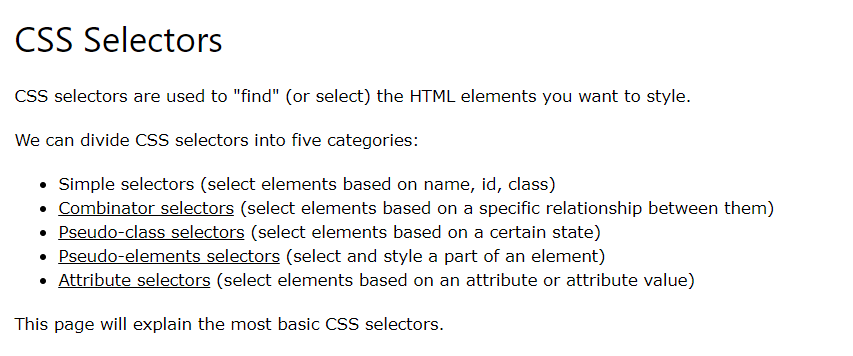 CSS Selectors
CSS selectors are used to "find" (or select) the HTML elements you want to style.
We can divide CSS selectors into five categories:
• Simple selectors (select elements based on name, id, class)
• Combinator selectors (select elements based on a specific relationship between them)
• Pseudo-class selectors (select elements based on a certain state)
• Pseudo-elements selectors (select and style a part of an element)
• Attribute selectors (select elements based on an attribute or attribute value)
This page will explain the most basic CSS selectors.